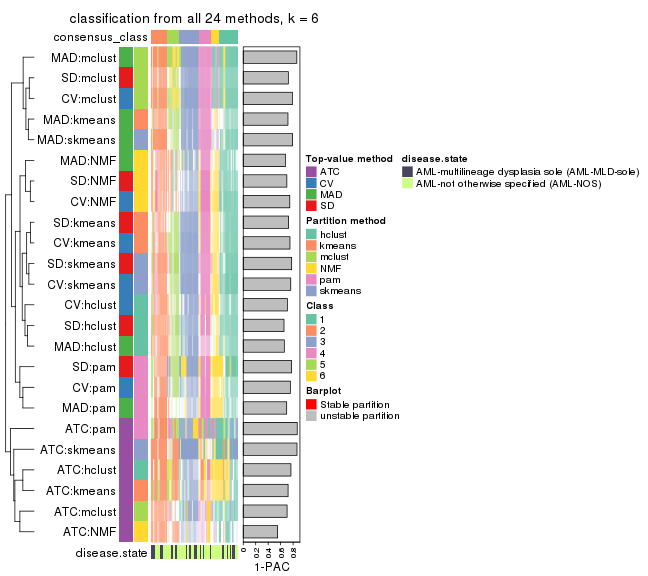 classification from all 24 methods, k = 6
consensus_class
MAD:mclust
SD:mclust
CV:mclust
MAD:kmeans
MAD:skmeans
MAD:NMF
SD:NMF
CV:NMF
SD:kmeans
CV:kmeans
SD:skmeans
CV:skmeans
CV:hclust
SD:hclust
MAD:hclust
SD:pam
CV:pam
MAD:pam
ATC:pam
ATC:skmeans
ATC:hclust
ATC:kmeans
ATC:mclust
ATC:NMF
disease.state
0
0.2
0.4
0.6
0.8
1-PAC
Top-value method
ATC
CV
MAD
SD
Partition method
hclust
kmeans
mclust
NMF
pam
skmeans
Class
1
2
3
4
5
6
Barplot
Stable partition
unstable partition
disease.state
AML-multilineage dysplasia sole (AML-MLD-sole)
AML-not otherwise specified (AML-NOS)